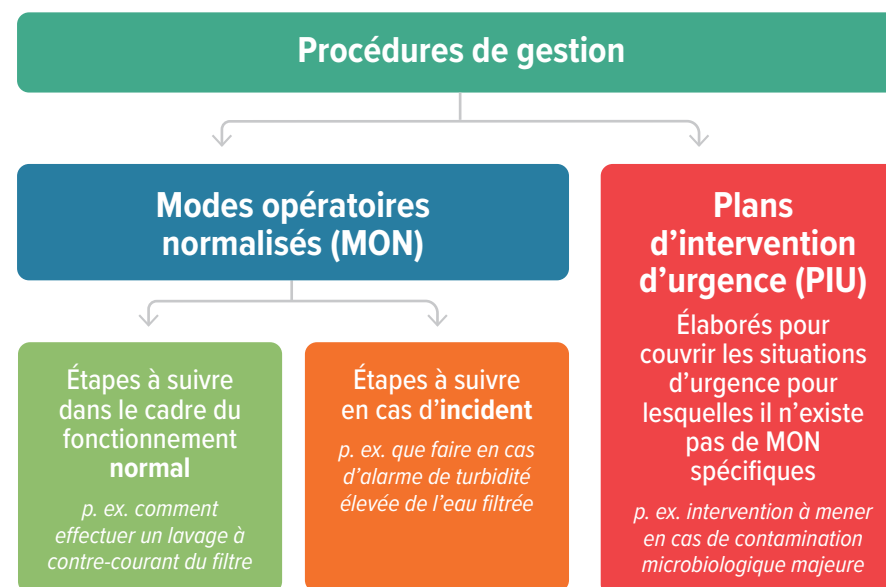 Procédures de gestion
Modes opératoires
normalisés (MON)
Étapes à suivre
dans le cadre du
fonctionnement
normal
p. ex. comment
effectuer un lavage à
contre-courant du filtre
Étapes à suivre
en cas d’incident
p. ex. que faire en cas
d’alarme de turbidité
élevée de l’eau filtrée
Plans
d’intervention
d’urgence (PIU)
Élaborés pour
couvrir les situations
d’urgence pour
lesquelles il n’existe
pas de MON
spécifiques
p. ex. intervention à mener
en cas de contamination
microbiologique majeure